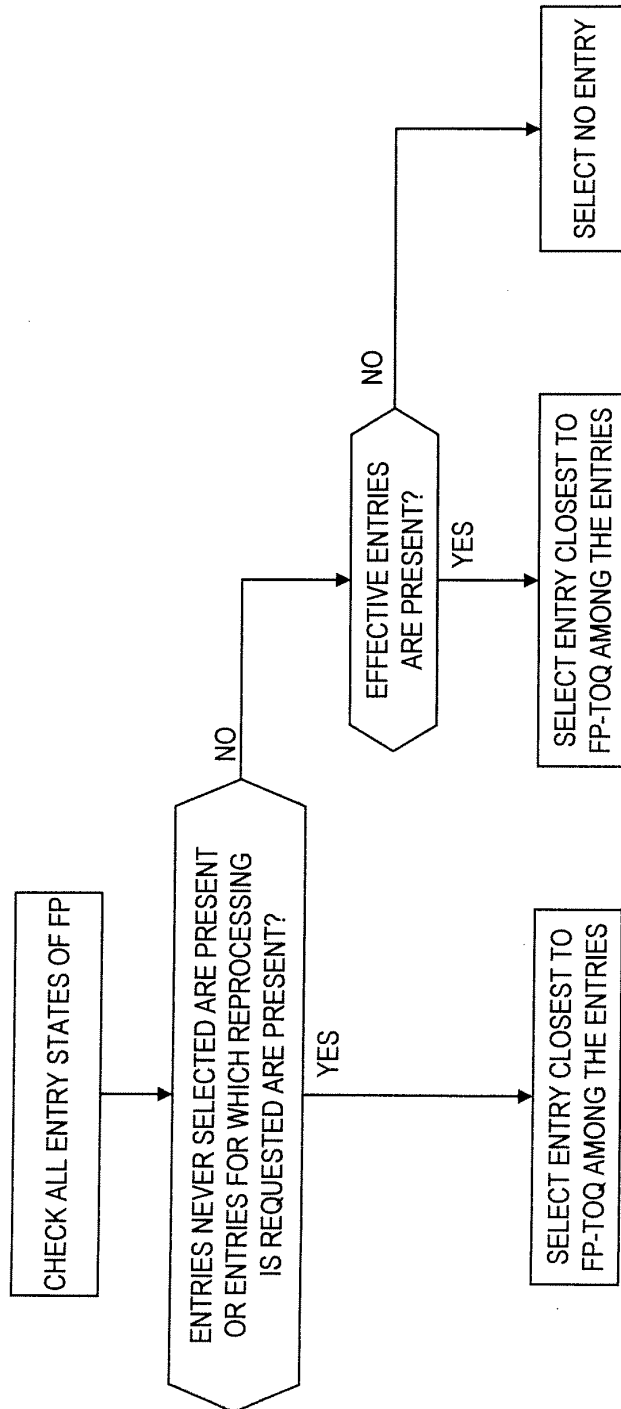 CHECK ALL ENTRY STATES OF FP
ENTRIES NEVER SELECTED ARE PRESENT
OR ENTRIES FOR WHICH REPROCESSING
IS REQUESTED ARE PRESENT?
NO
YES
EFFECTIVE ENTRIES
ARE PRESENT?
NO
YES
SELECT ENTRY CLOSEST TO
FP-TOQ AMONG THE ENTRIES
SELECT ENTRY CLOSEST TO
FP-TOQ AMONG THE ENTRIES
SELECT NO ENTRY